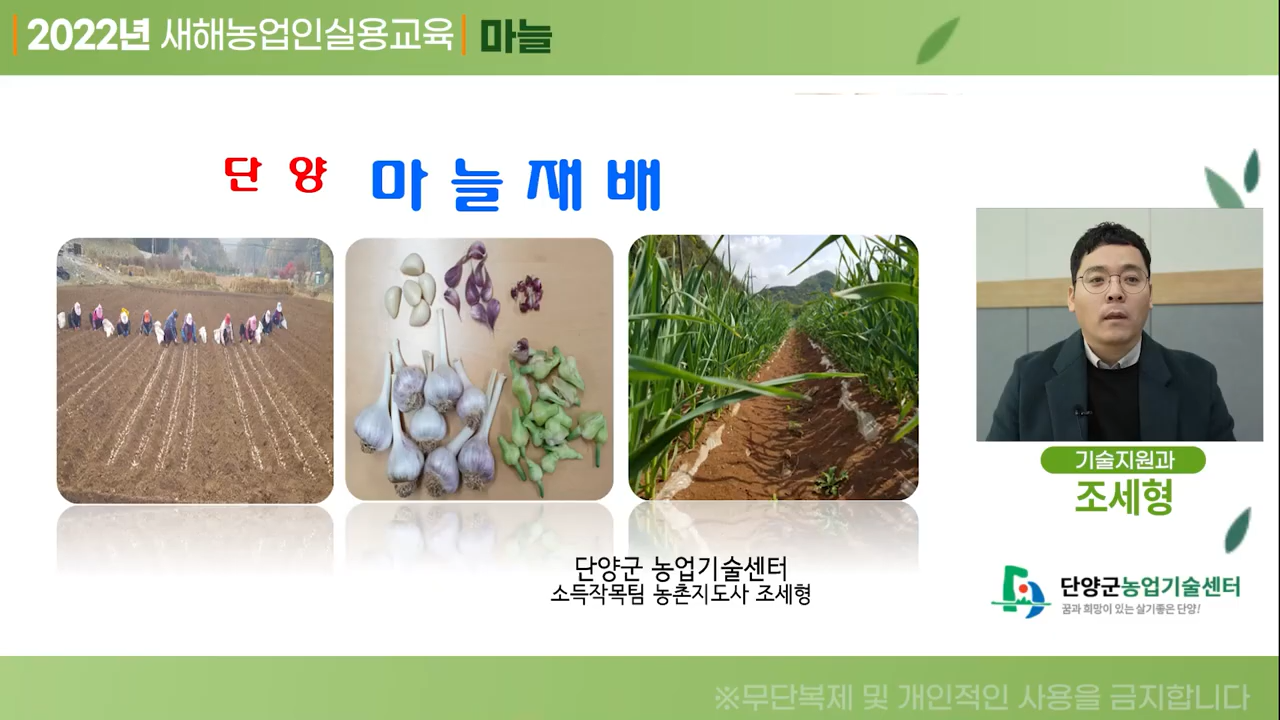 2022년 새해농업인실용교육 마늘
단양 마늘재배
기술지원과
조세형
단양군 농업기술센터
소득작목팀 농촌지도사 조세형
단양군농업기술센터
꿈과 희망이 있는 살기좋은 단양!
※무단복제 및 개인적인 사용을 금지합니다